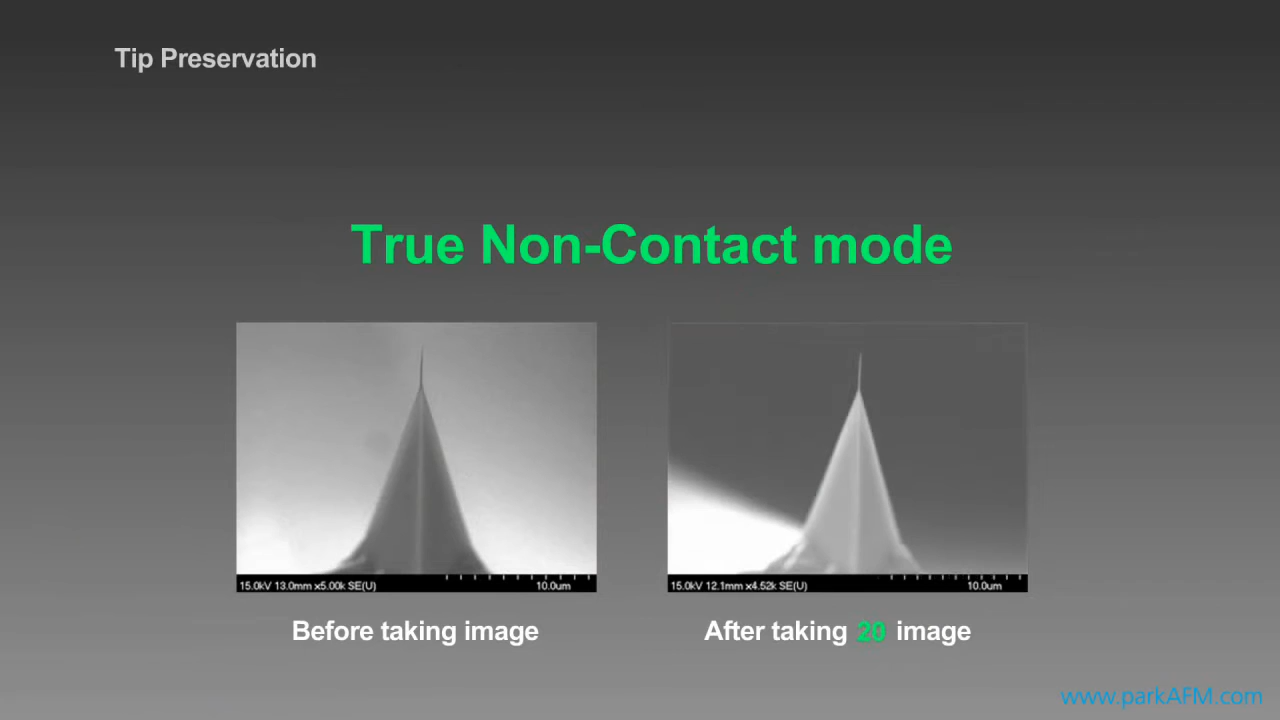 Tip Preservation
True Non-Contact mode
15.0kV 13.0mm x5.00k SE(U) 10.0um
15.0kV 12.1mm x4.52k SE(U) 10.0um
Before taking image
After taking 20 image
www.parkAFM.com